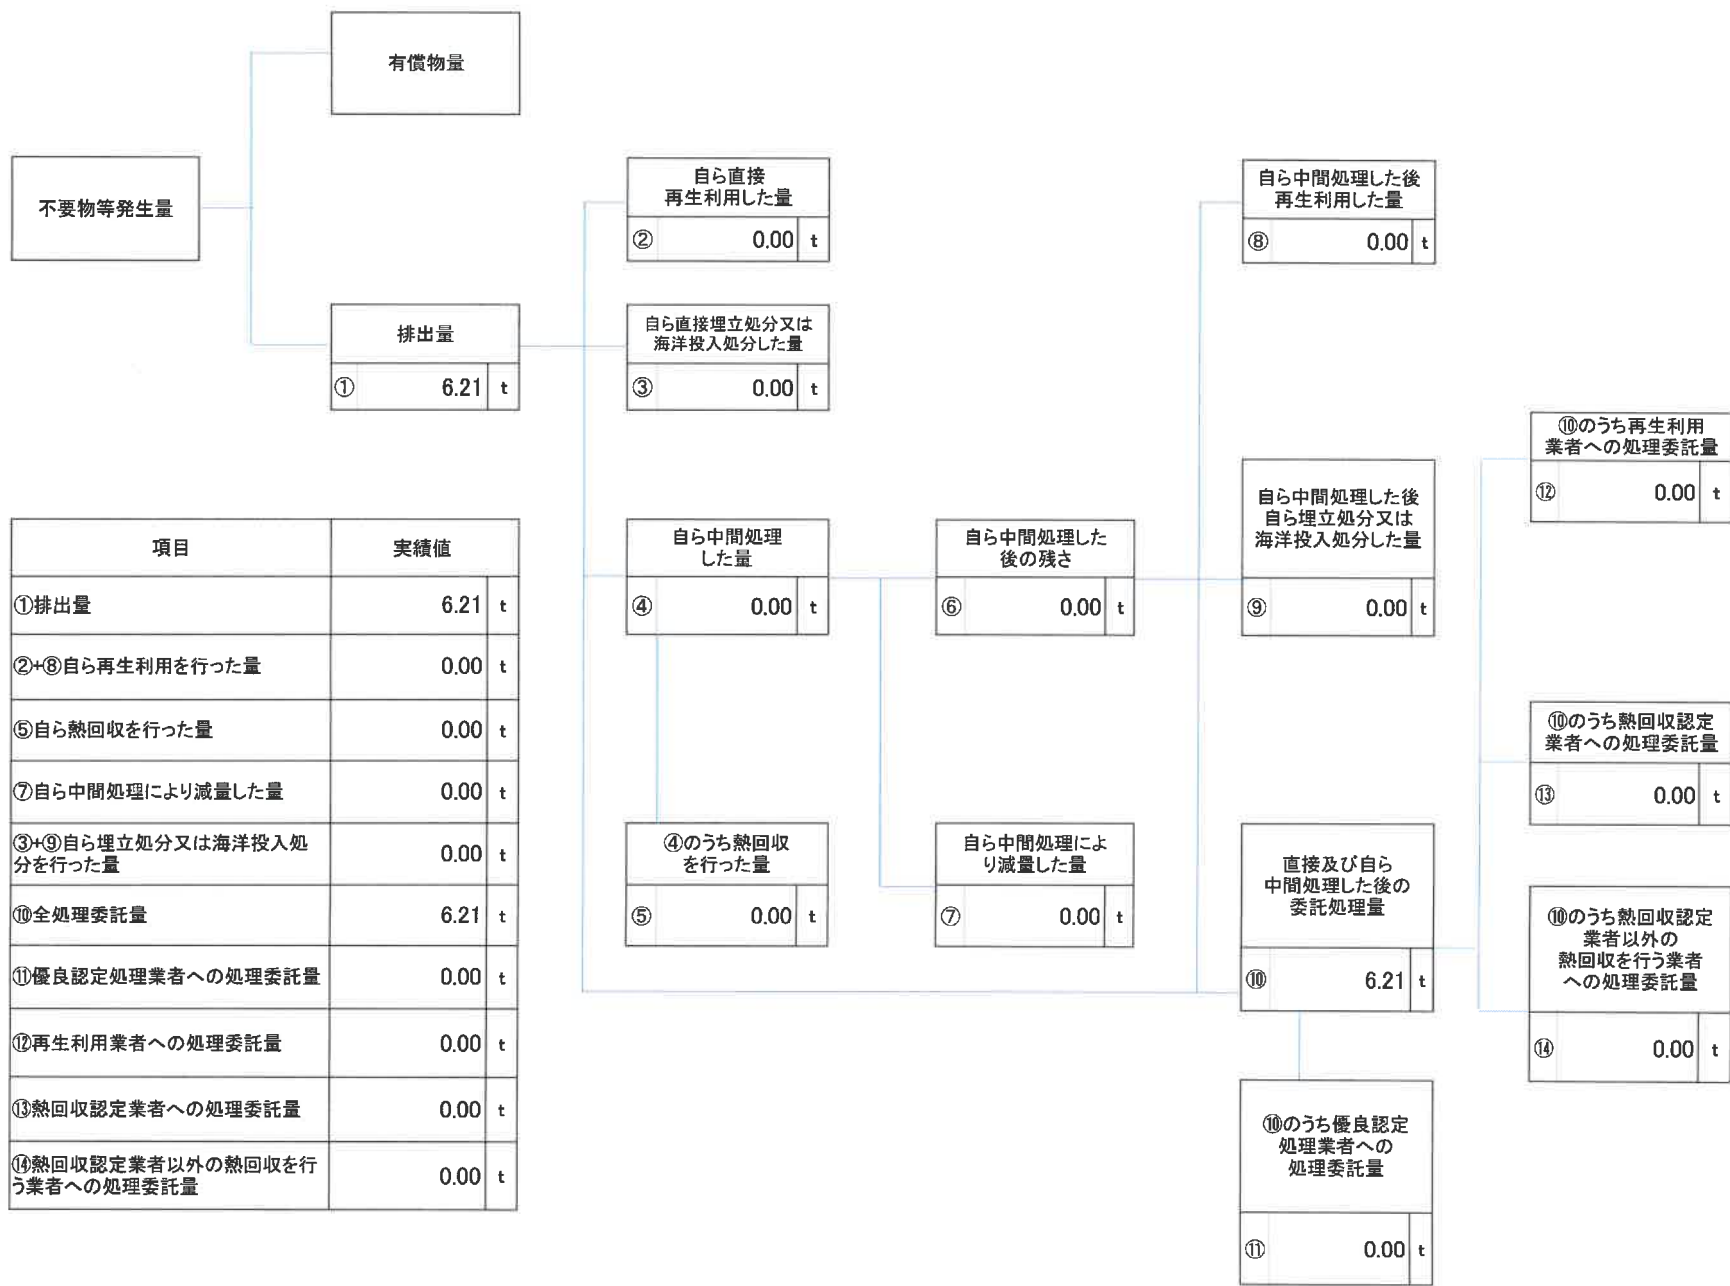 有償物量
不要物等発生量
排出量
① 6.21 t
自ら直接
再生利用した量
② 0.00 t
自ら直接埋立処分又は
海洋投入処分した量
③ 0.00 t
自ら中間処理
した量
④ 0.00 t
④のうち熱回収
を行った量
⑤ 0.00 t
自ら中間処理した
後の残さ
⑥ 0.00 t
自ら中間処理によ
り減量した量
⑦ 0.00 t
自ら中間処理した後
再生利用した量
⑧ 0.00 t
自ら中間処理した後
自ら埋立処分又は
海洋投入処分した量
⑨ 0.00 t
直接及び自ら
中間処理した後の
委託処理量
⑩ 6.21 t
⑩のうち優良認定
処理業者への
処理委託量
⑪ 0.00 t
⑩のうち再生利用
業者への処理委託量
⑫ 0.00 t
⑩のうち熱回収認定
業者への処理委託量
⑬ 0.00 t
⑩のうち熱回収認定
業者以外の
熱回収を行う業者
への処理委託量
⑭ 0.00 t
項目 実績値
①排出量 6.21 t
②+⑧自ら再生利用を行った量 0.00 t
⑤自ら熱回収を行った量 0.00 t
⑦自ら中間処理により減量した量 0.00 t
③+⑨自ら埋立処分又は海洋投入処
分を行った量 0.00 t
⑩全処理委託量 6.21 t
⑪優良認定処理業者への処理委託量 0.00 t
⑫再生利用業者への処理委託量 0.00 t
⑬熱回収認定業者への処理委託量 0.00 t
⑭熱回収認定業者以外の熱回収を行
う業者への処理委託量 0.00 t